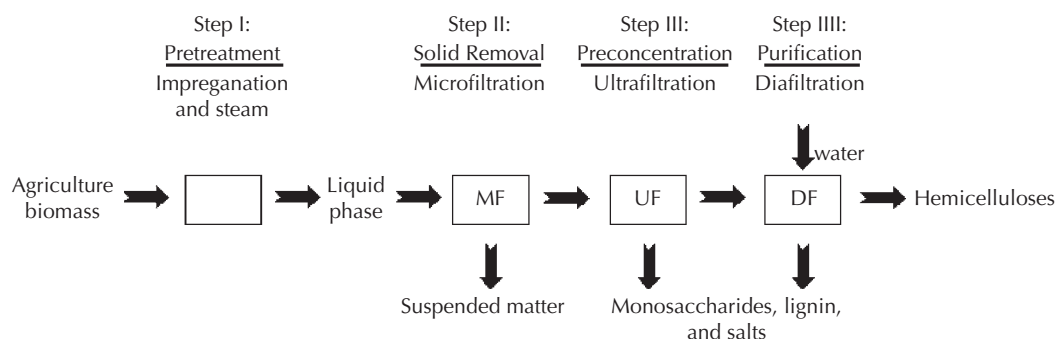 Step I:
Pretreatment
Impreganation
and steam
Step II:
Solid Removal
Microfiltration
Step III:
Preconcentration
Ultrafiltration
Step IIII:
Purification
Diafiltration
water
Agriculture
biomass
Liquid
phase
MF
UF
DF
Hemicelluloses
Suspended matter
Monosaccharides, lignin,
and salts